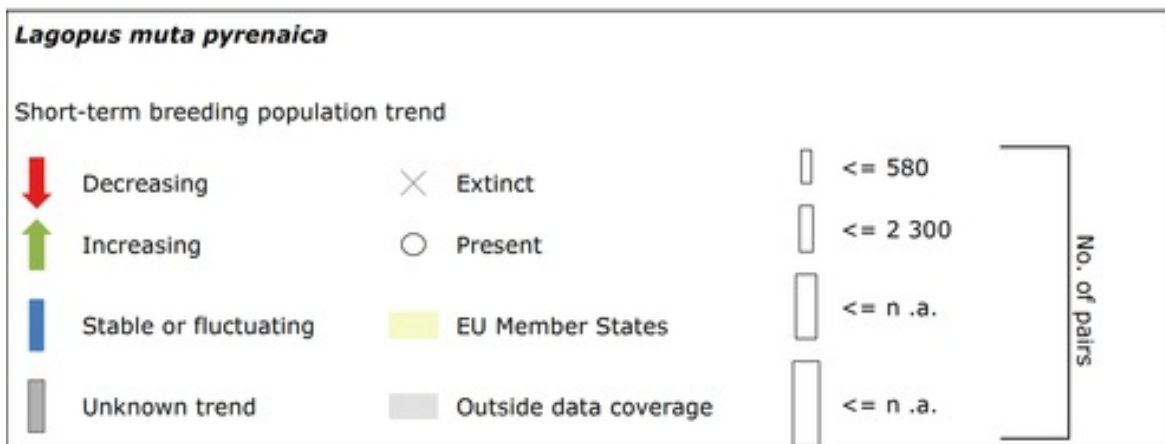 Lagopus muta pyrenaica
Short-term breeding population trend
Decreasing
Extinct
<= 580
Increasing
Present
<= 2 300
Stable or fluctuating
EU Member States
<= n .a.
Unknown trend
Outside data coverage
<= n .a.
No. of pairs